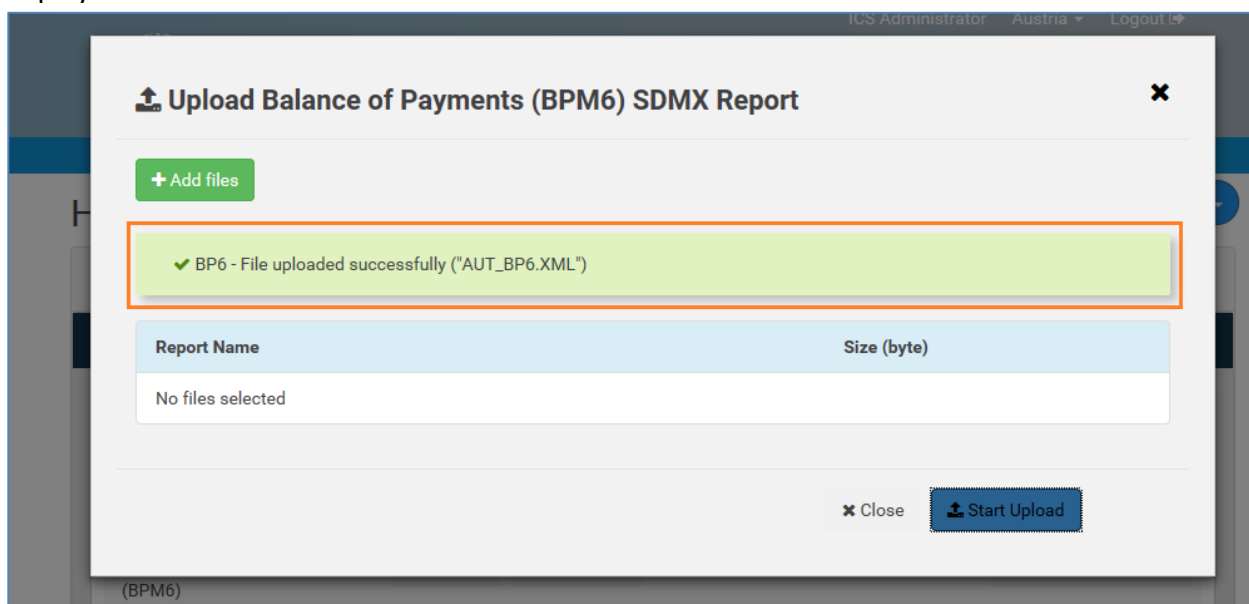 ICS Administrator Austria Logout
Upload Balance of Payments (BPM6) SDMX Report
Add files
H
BP6 - File uploaded successfully ("AUT_BP6.XML")
Report Name Size (byte)
No files selected
Close Start Upload
(BPM6)